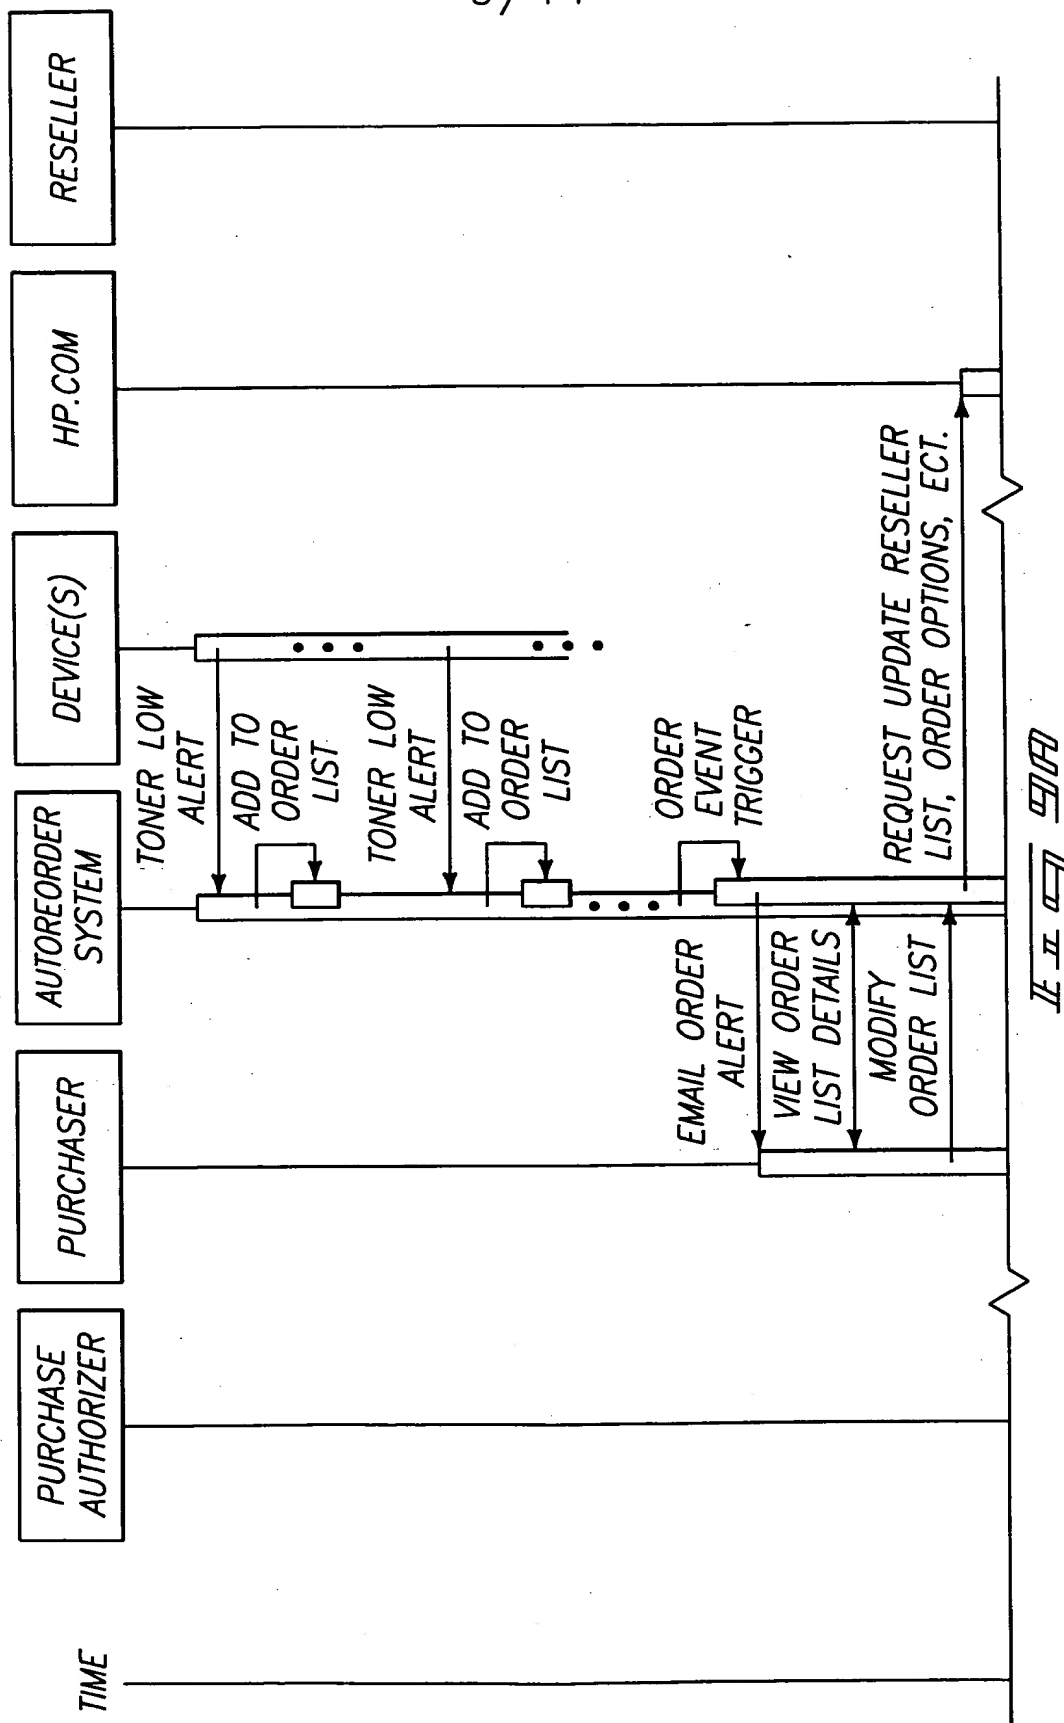 TIME
PURCHASE
AUTHORIZER
PURCHASER
AUTOREORDER
SYSTEM
DEVICE(S)
HP.COM
RESELLER
TONER LOW
ALERT
ADD TO
ORDER
LIST
TONER LOW
ALERT
ADD TO
ORDER
LIST
ORDER
EVENT
TRIGGER
EMAIL ORDER
ALERT
VIEW ORDER
LIST DETAILS
MODIFY
ORDER LIST
REQUEST UPDATE RESELLER
LIST, ORDER OPTIONS, ECT.
FIG 9A